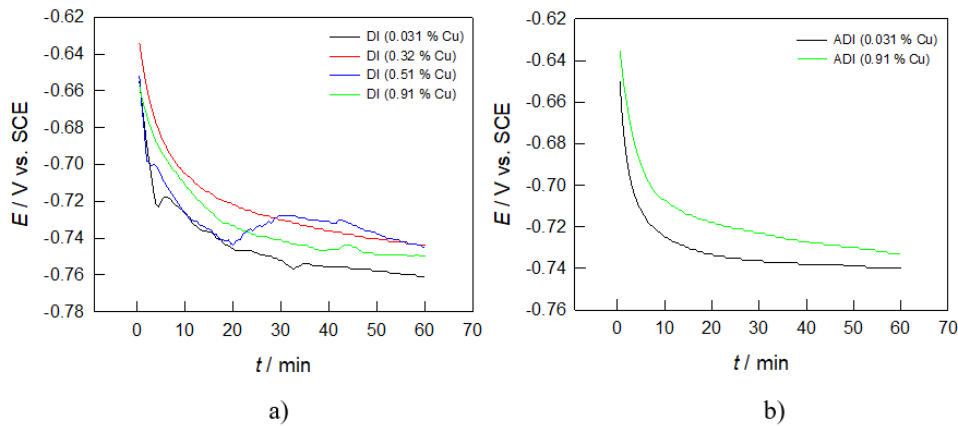 -0.62
-0.64
-0.66
-0.68
-0.70
-0.72
-0.74
-0.76
-0.78
E / V vs. SCE
DI (0.031 % Cu)
DI (0.32 % Cu)
DI (0.51 % Cu)
DI (0.91 % Cu)
0 10 20 30 40 50 60 70
t / min
a)
-0.62
-0.64
-0.66
-0.68
-0.70
-0.72
-0.74
-0.76
E / V vs. SCE
ADI (0.031 % Cu)
ADI (0.91 % Cu)
0 10 20 30 40 50 60 70
t / min
b)